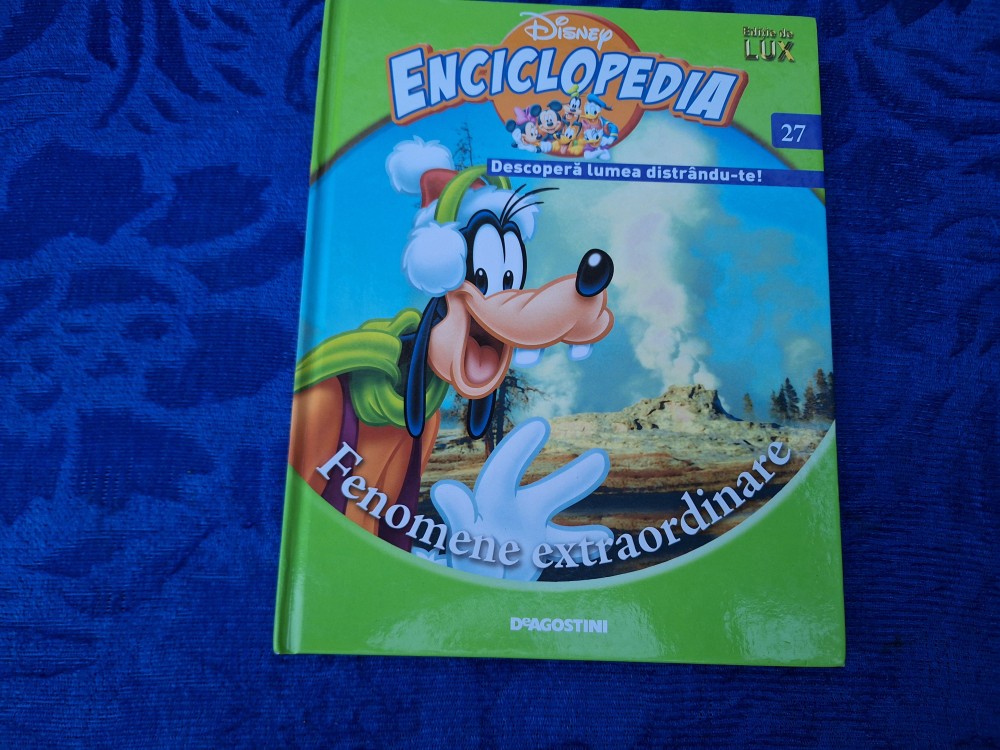 Disney
Ediție de
LUX
ENCICLOPEDIA
27
Descoperă lumea distrându-te!
Fenomene extraordinare
DeAGOSTINI